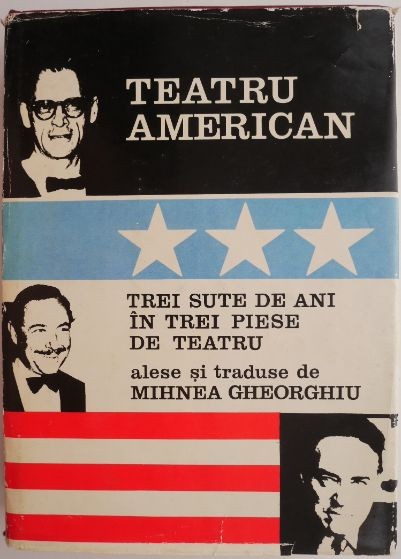 TEATRU
AMERICAN
TREI SUTE DE ANI
ÎN TREI PIESE
DE TEATRU
alese și traduse de
MIHNEA GHEORGHIU